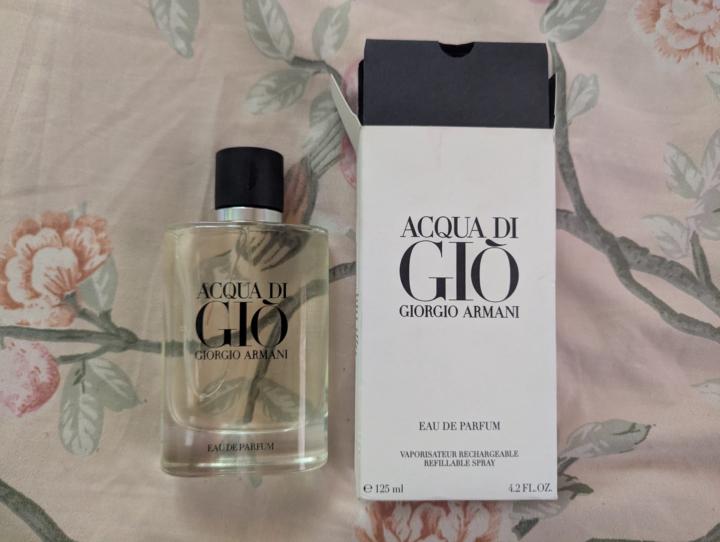 ACQUA DI
GIÒ
GIORGIO ARMANI
EAU DE PARFUM
ACQUA DI
GIÒ
GIORGIO ARMANI
EAU DE PARFUM
VAPORISATEUR RECHARGEABLE
REFILLABLE SPRAY
℮ 125 ml 4.2 FL.OZ.